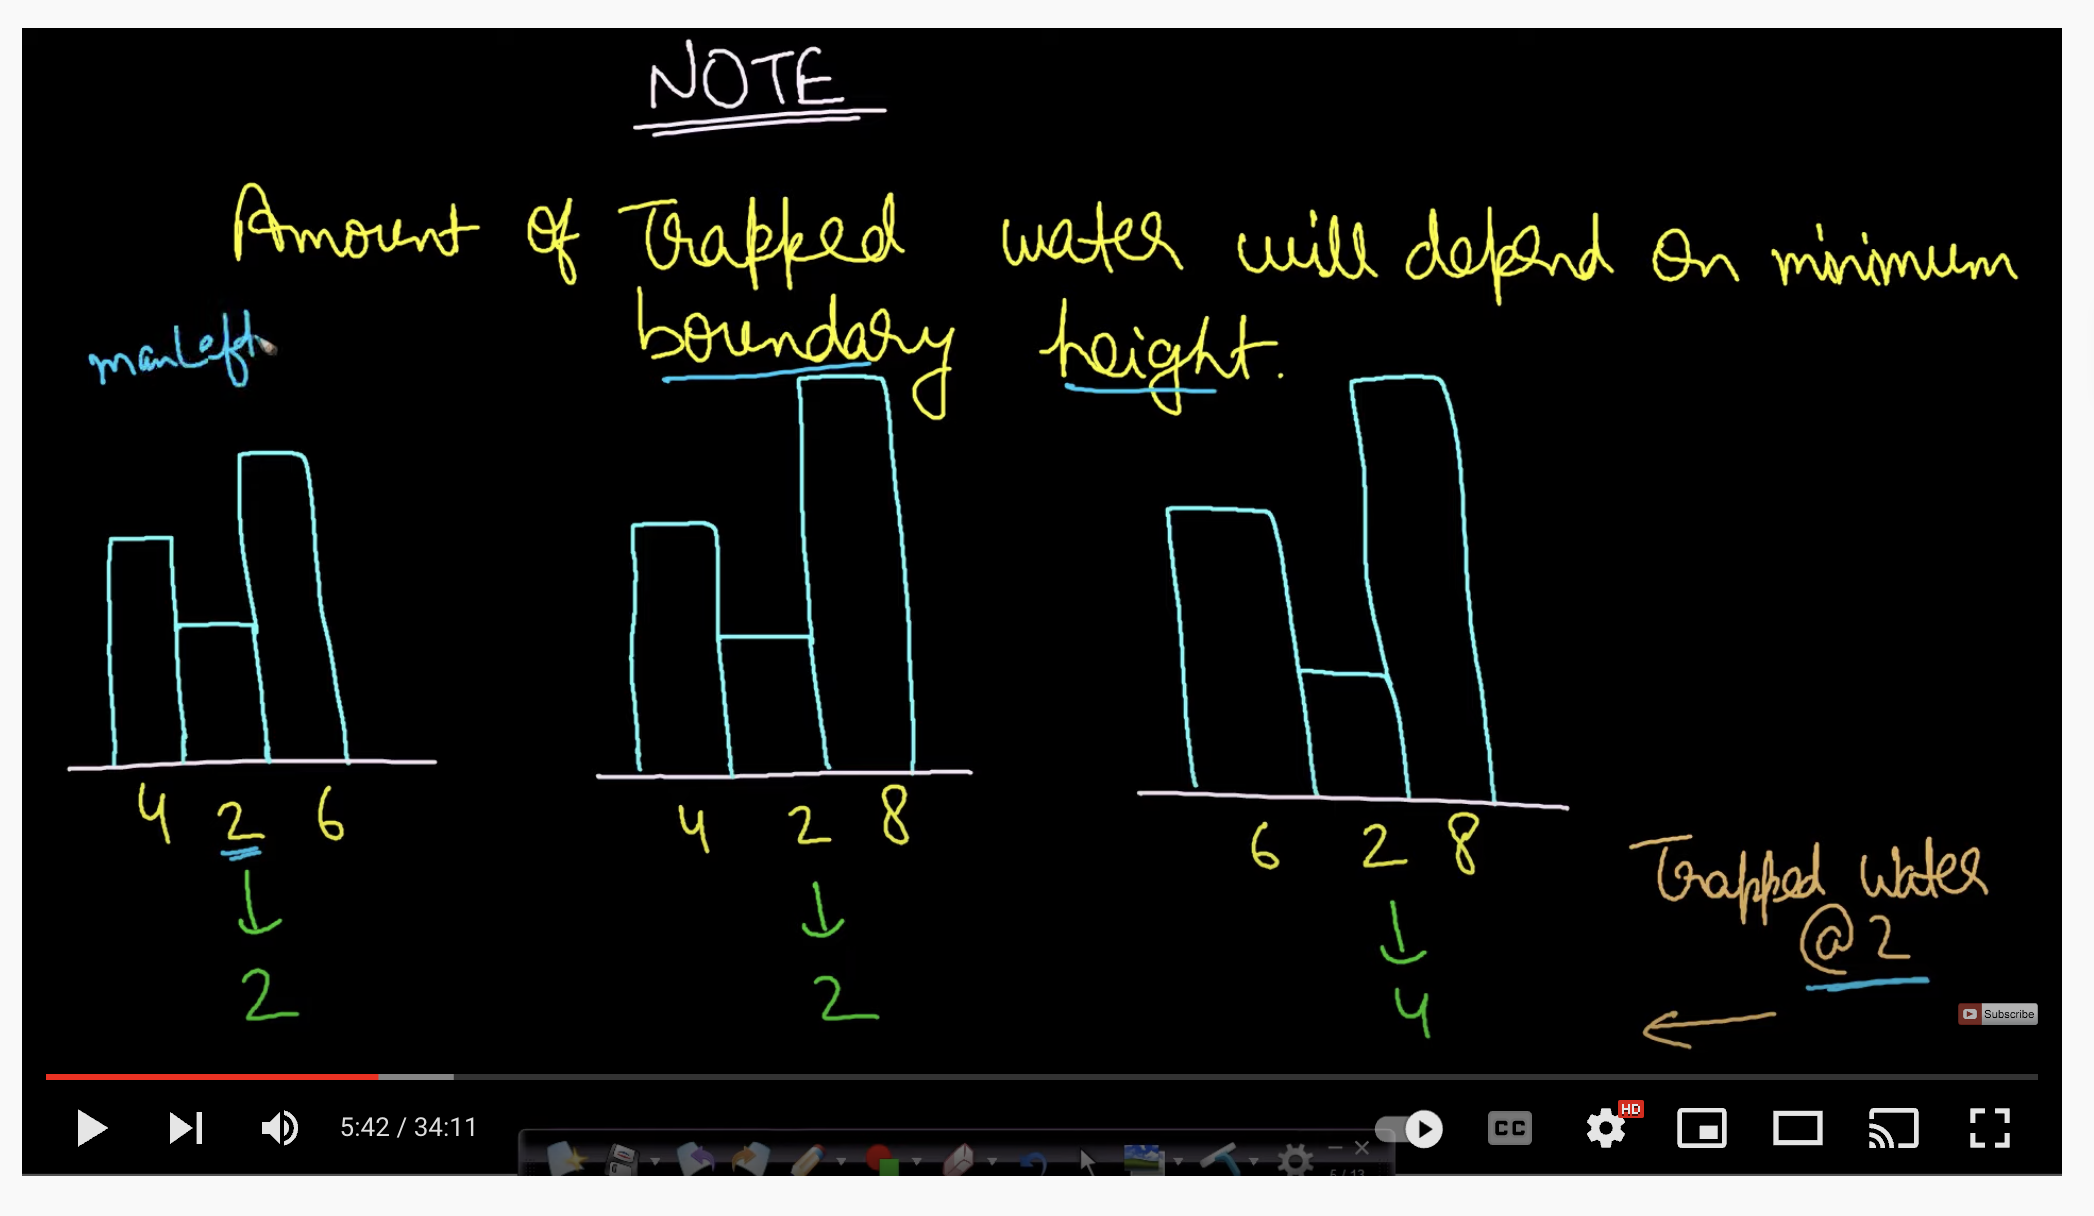 NOTE
Amount of Trapped water will depend on minimum
boundary height.
maxLeft
4 2 6
4 2 8
6 2 8
2
2
4
Trapped Water
@2
Subscribe
5:42 / 34:11
CC
HD